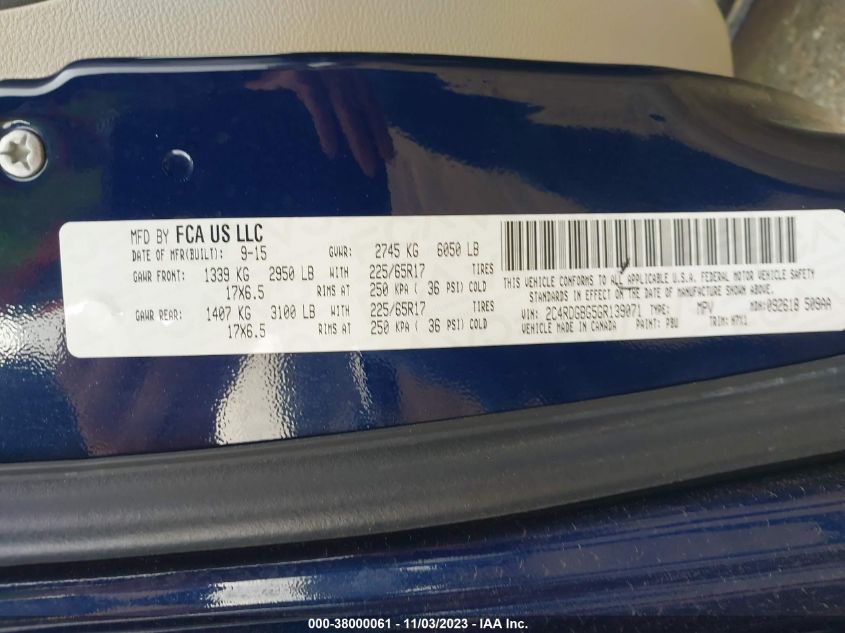 MFD BY FCA US LLC
DATE OF MFR(BUILT): 9-15 GVWR: 2745 KG 6050 LB
GAWR FRONT: 1339 KG 2950 LB WITH 225/65R17 TIRES
17X6.5 RIMS AT 250 KPA ( 36 PSI) COLD
GAWR REAR: 1407 KG 3100 LB WITH 225/65R17 TIRES
17X6.5 RIMS AT 250 KPA ( 36 PSI) COLD
THIS VEHICLE CONFORMS TO ALL APPLICABLE U.S.A. FEDERAL MOTOR VEHICLE SAFETY
STANDARDS IN EFFECT ON THE DATE OF MANUFACTURE SHOWN ABOVE.
VIN: 2C4RDGBG5GR139071 TYPE: MPV MDH:092618 509AA
VEHICLE MADE IN CANADA PAINT: PBU TRIM: H7X1
000-38000061 - 11/03/2023 - IAA Inc.